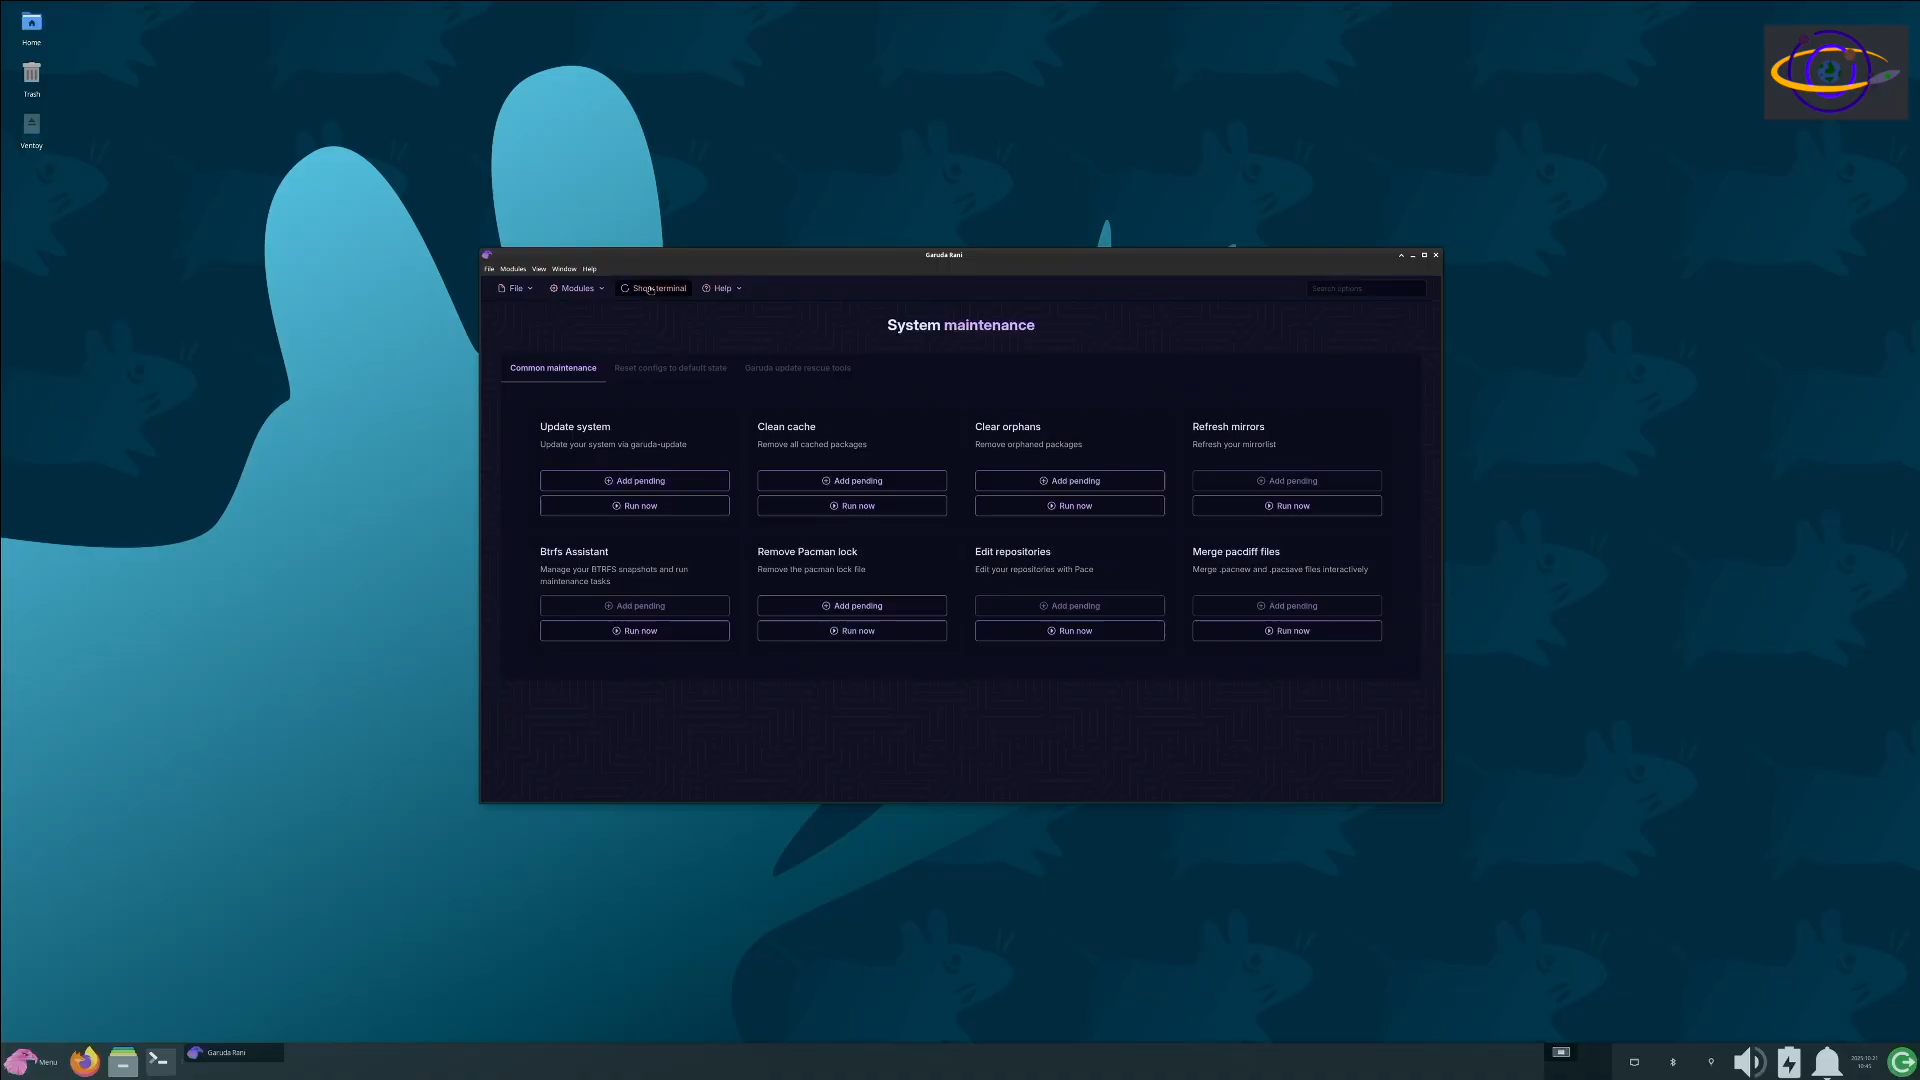 Home
Trash
Ventoy
Garuda Rani
File Modules View Window Help
File Modules Show terminal Help Search options
System maintenance
Common maintenance Reset configs to default state Garuda update rescue tools
Update system Clean cache Clear orphans Refresh mirrors
Update your system via garuda-update Remove all cached packages Remove orphaned packages Refresh your mirrorlist
Add pending Add pending Add pending Add pending
Run now Run now Run now Run now
Btrfs Assistant Remove Pacman lock Edit repositories Merge pacdiff files
Manage your BTRFS snapshots and run Remove the pacman lock file Edit your repositories with Pace Merge .pacnew and .pacsave files interactively
maintenance tasks
Add pending Add pending Add pending Add pending
Run now Run now Run now Run now
Menu Garuda Rani
2025-10-21
10:45